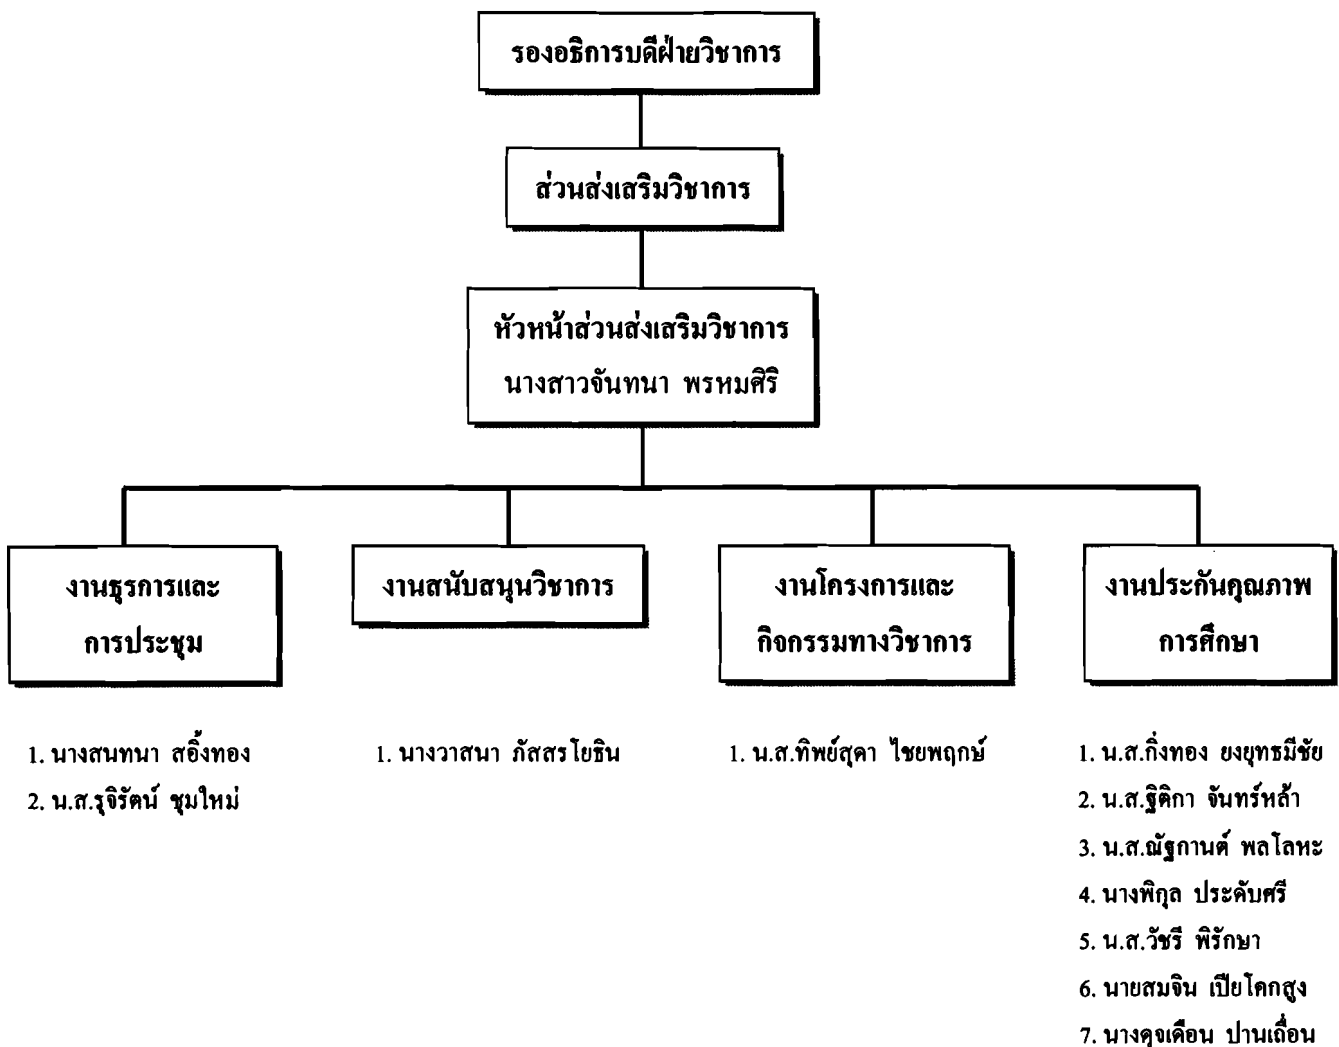 รองอธิการบดีฝ่ายวิชาการ
ส่วนส่งเสริมวิชาการ
หัวหน้าส่วนส่งเสริมวิชาการ
นางสาวจันทนา พรหมศิริ
งานธุรการและ
การประชุม
1. นางสนทนา สอิ้งทอง
2. น.ส.รุจิรัตน์ ชุมใหม่
งานสนับสนุนวิชาการ
1. นางวาสนา ภัสสรโยธิน
งานโครงการและ
กิจกรรมทางวิชาการ
1. น.ส.ทิพย์สุดา ไชยพฤกษ์
งานประกันคุณภาพ
การศึกษา
1. น.ส.กิ่งทอง ยงยุทธมีชัย
2. น.ส.ฐิติกา จันทร์หล้า
3. น.ส.ณัฐกานต์ พลโลหะ
4. นางพิกุล ประดับศรี
5. น.ส.วัชรี พิรักษา
6. นายสมจิน เปียโคกสูง
7. นางดุจเดือน ปานเถื่อน